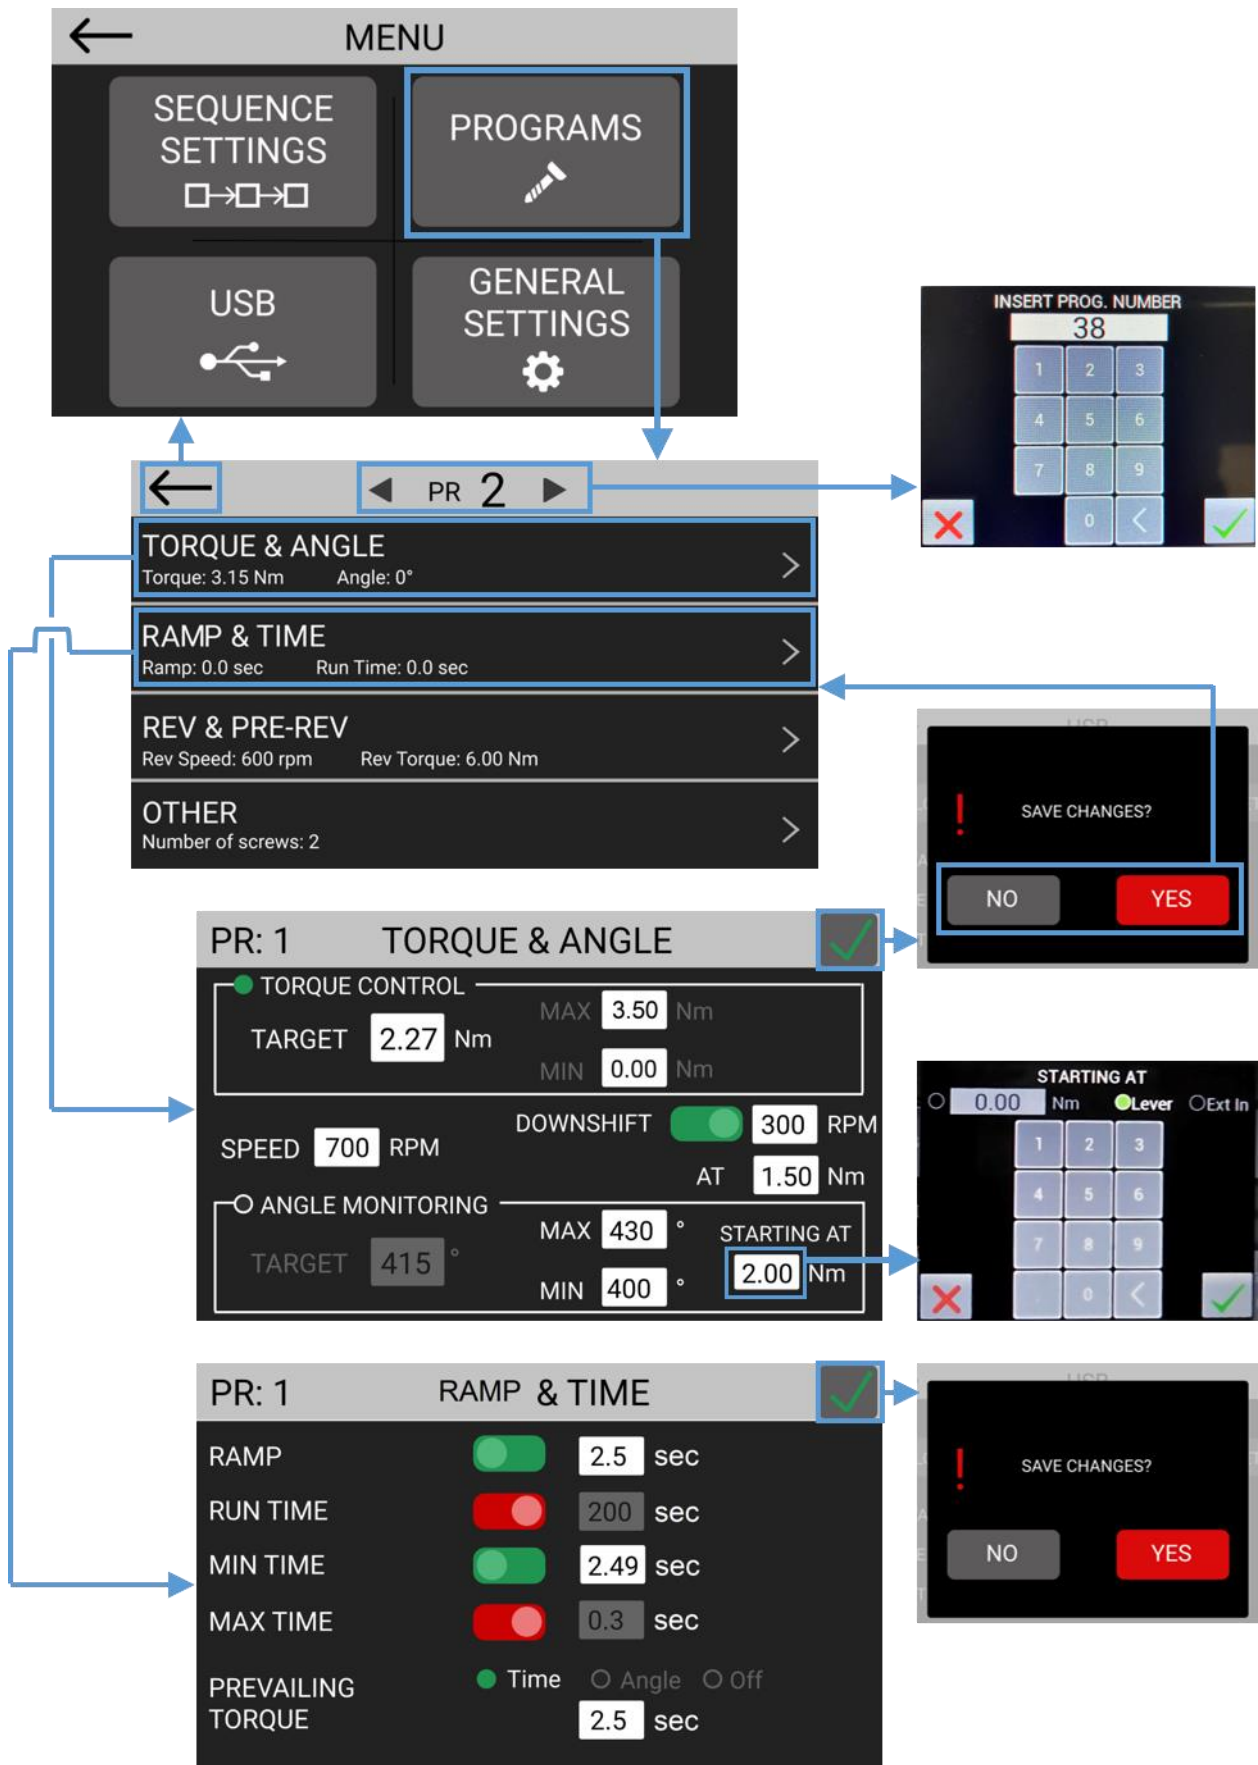 MENU
SEQUENCE
SETTINGS
PROGRAMS
USB
GENERAL
SETTINGS
INSERT PROG. NUMBER
38
1 2 3
4 5 6
7 8 9
0
PR 2
TORQUE & ANGLE
Torque: 3.15 Nm Angle: 0°
RAMP & TIME
Ramp: 0.0 sec Run Time: 0.0 sec
REV & PRE-REV
Rev Speed: 600 rpm Rev Torque: 6.00 Nm
OTHER
Number of screws: 2
USB
SAVE CHANGES?
NO YES
PR: 1 TORQUE & ANGLE
TORQUE CONTROL
TARGET 2.27 Nm
MAX 3.50 Nm
MIN 0.00 Nm
SPEED 700 RPM
DOWNSHIFT 300 RPM
AT 1.50 Nm
ANGLE MONITORING
TARGET 415 °
MAX 430 °
MIN 400 °
STARTING AT
2.00 Nm
STARTING AT
0.00 Nm Lever Ext In
1 2 3
4 5 6
7 8 9
0
PR: 1 RAMP & TIME
RAMP 2.5 sec
RUN TIME 200 sec
MIN TIME 2.49 sec
MAX TIME 0.3 sec
PREVAILING
TORQUE
Time Angle Off
2.5 sec
USB
SAVE CHANGES?
NO YES